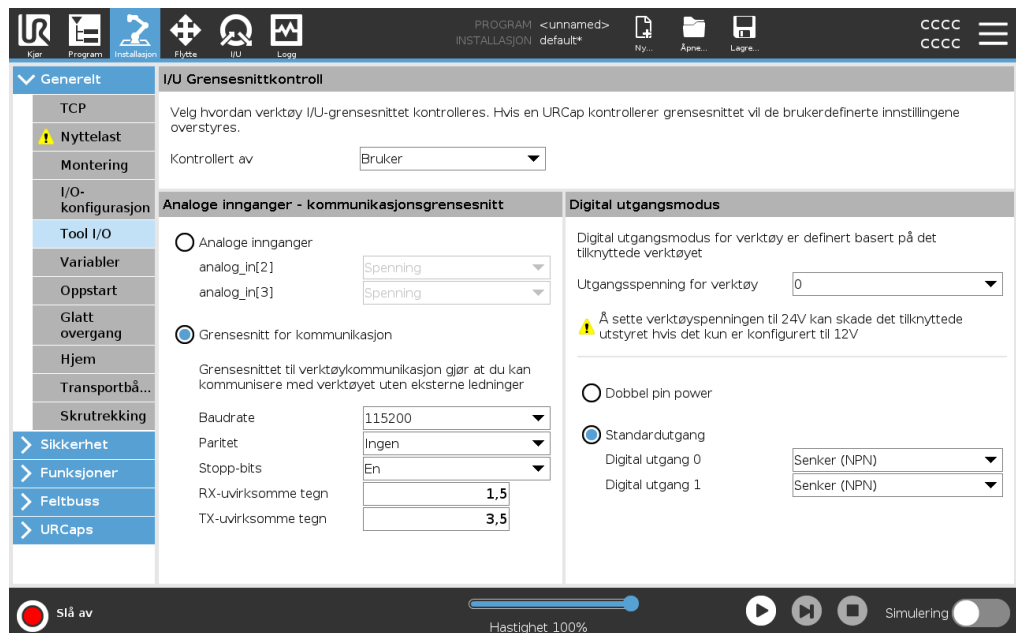 UR
PROGRAM <unnamed>
INSTALLASJON default*
CCCC
CCCC
Kjør Program Installasjon Flytte I/U Logg Ny... Åpne... Lagre...
Generelt
TCP
Nyttelast
Montering
I/O-
konfigurasjon
Tool I/O
Variabler
Oppstart
Glatt
overgang
Hjem
Transportbå...
Skrutrekking
Sikkerhet
Funksjoner
Feltbuss
URCaps
I/U Grensesnittkontroll
Velg hvordan verktøy I/U-grensesnittet kontrolleres. Hvis en URCap kontrollerer grensesnittet vil de brukerdefinerte innstillingene
overstyres.
Kontrollert av Bruker
Analoge innganger - kommunikasjonsgrensesnitt
Analoge innganger
analog_in[2] Spenning
analog_in[3] Spenning
Grensesnitt for kommunikasjon
Grensesnittet til verktøykommunikasjon gjør at du kan
kommunisere med verktøyet uten eksterne ledninger
Baudrate 115200
Paritet Ingen
Stopp-bits En
RX-uvirksomme tegn 1,5
TX-uvirksomme tegn 3,5
Digital utgangsmodus
Digital utgangsmodus for verktøy er definert basert på det
tilknyttede verktøyet
Utgangsspenning for verktøy 0
Å sette verktøyspenningen til 24V kan skade det tilknyttede
utstyret hvis det kun er konfigurert til 12V
Dobbel pin power
Standardutgang
Digital utgang 0 Senker (NPN)
Digital utgang 1 Senker (NPN)
Slå av
Hastighet 100%
Simulering